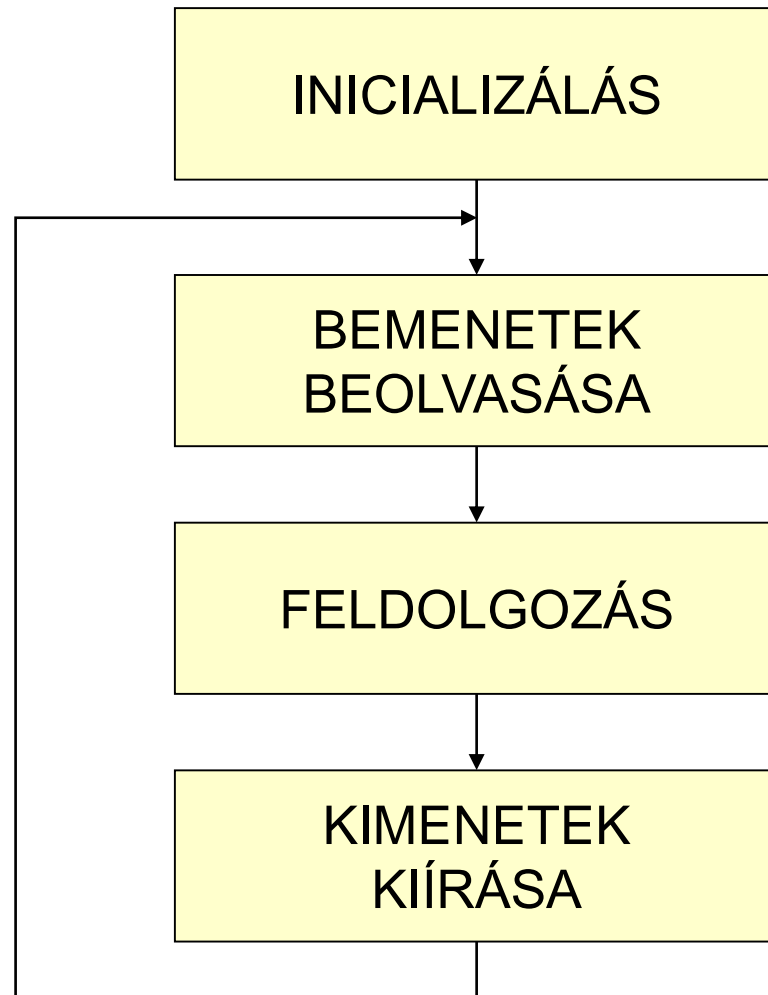 INICIALIZÁLÁS
BEMENETEK
BEOLVASÁSA
FELDOLGOZÁS
KIMENETEK
KIÍRÁSA